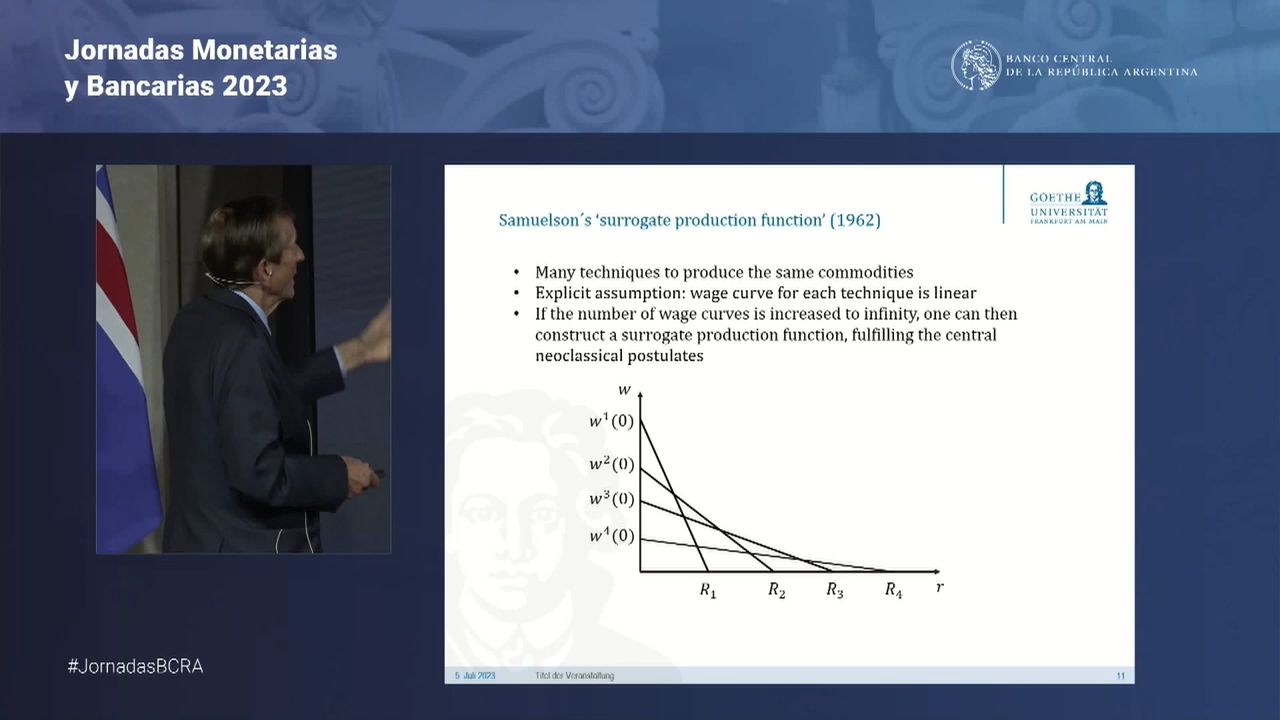 Jornadas Monetarias
y Bancarias 2023
BANCO CENTRAL
DE LA REPÚBLICA ARGENTINA
GOETHE
UNIVERSITÄT
FRANKFURT AM MAIN
Samuelson´s ‘surrogate production function’ (1962)
• Many techniques to produce the same commodities
• Explicit assumption: wage curve for each technique is linear
• If the number of wage curves is increased to infinity, one can then
construct a surrogate production function, fulfilling the central
neoclassical postulates
w
w¹(0)
w²(0)
w³(0)
w⁴(0)
R₁ R₂ R₃ R₄ r
#JornadasBCRA
5 Juli 2023 Titel der Veranstaltung 11